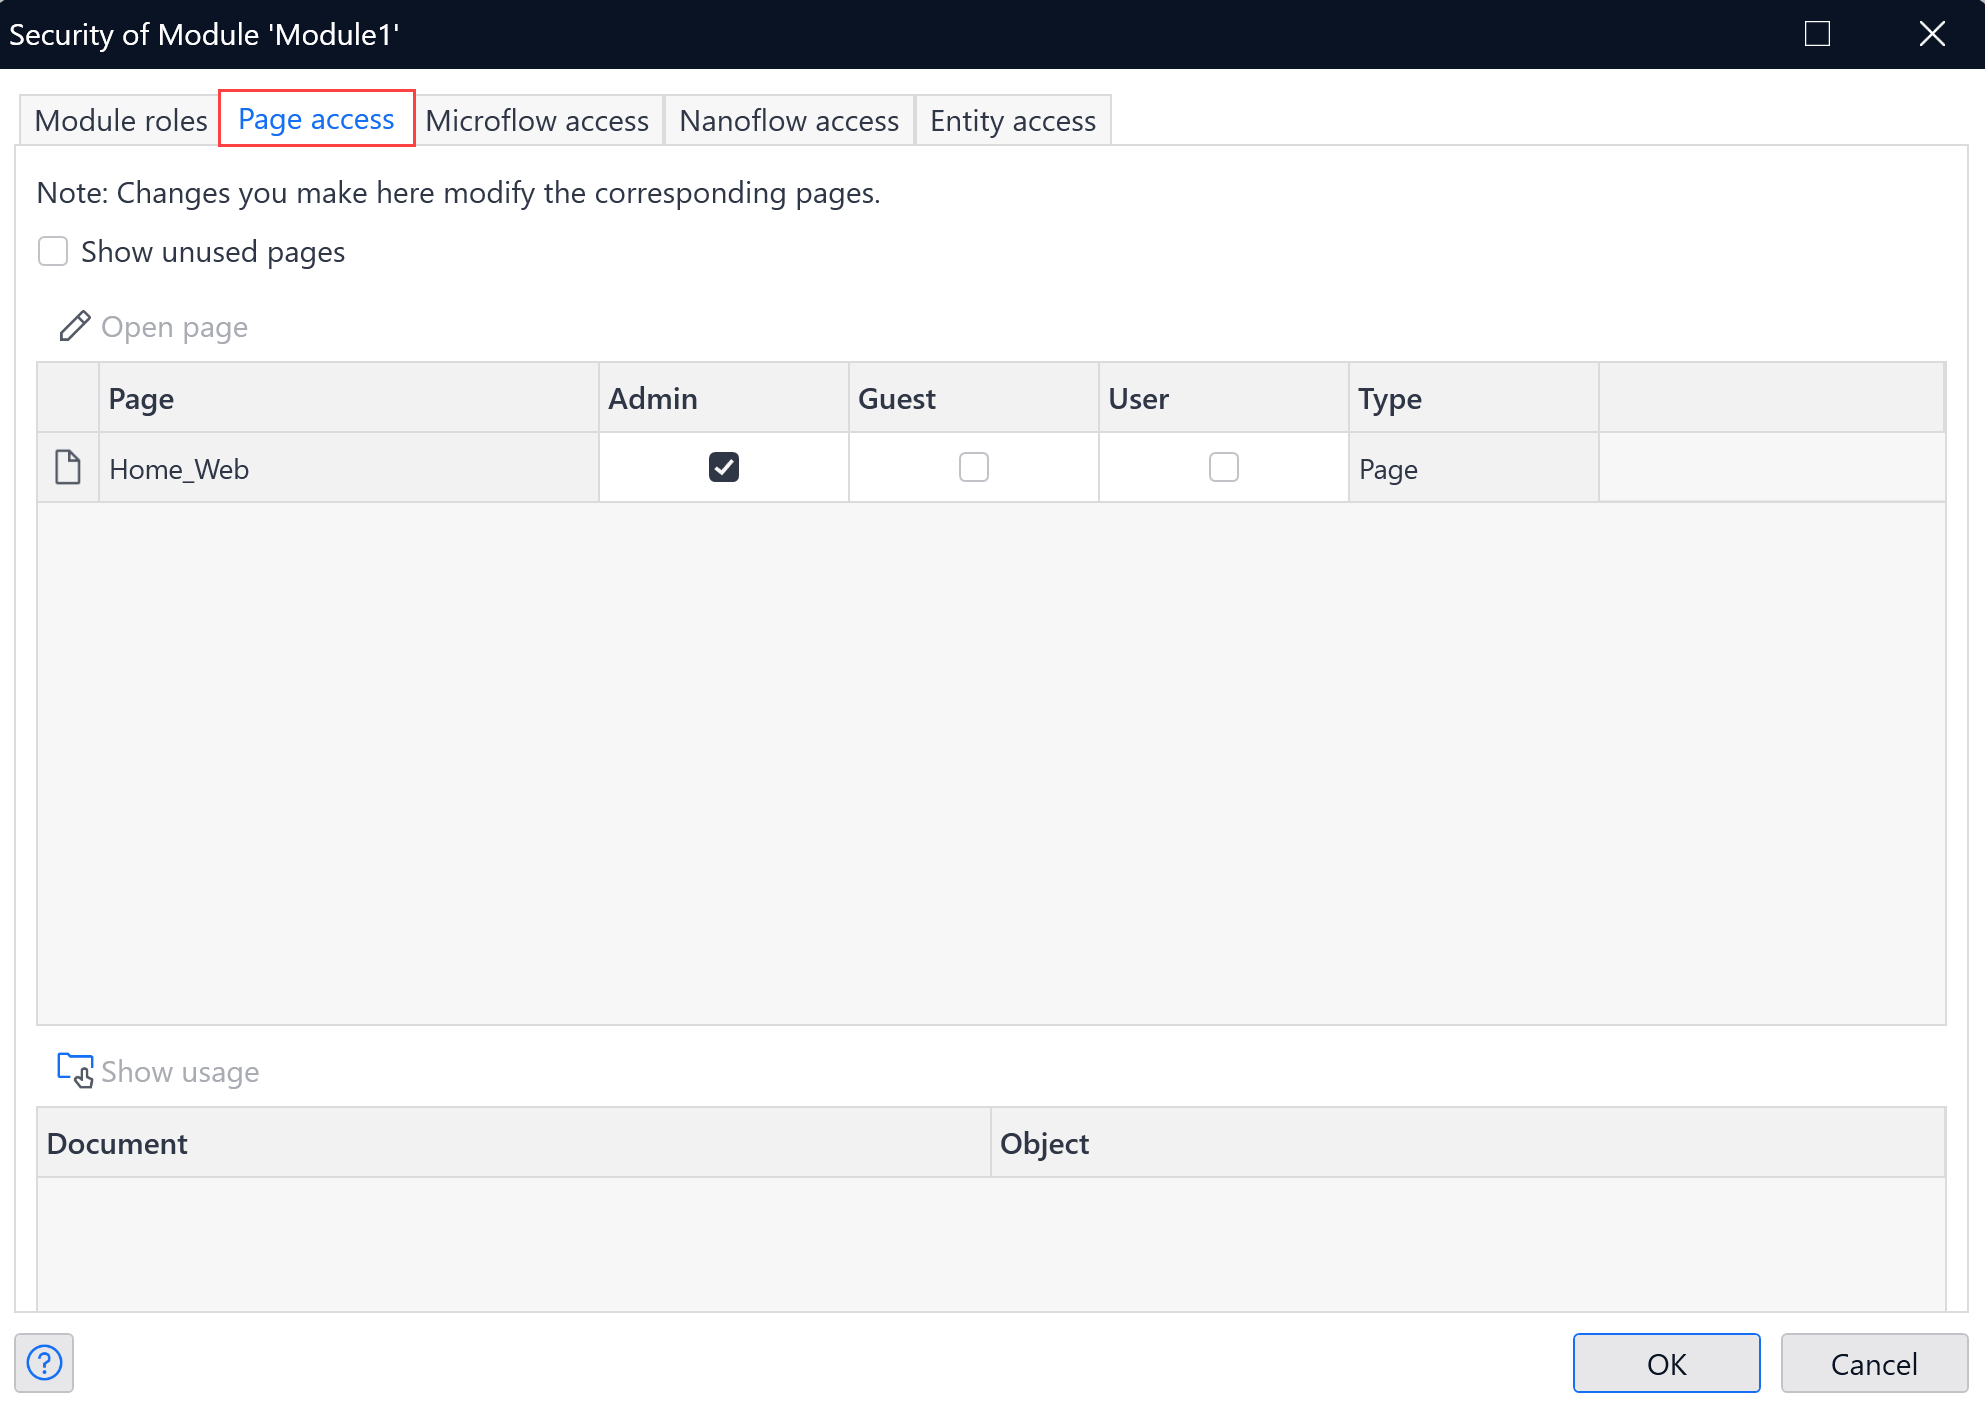 Security of Module 'Module1'
Module roles Page access Microflow access Nanoflow access Entity access
Note: Changes you make here modify the corresponding pages.
Show unused pages
Open page
Page Admin Guest User Type
Home_Web Page
Show usage
Document Object
? OK Cancel